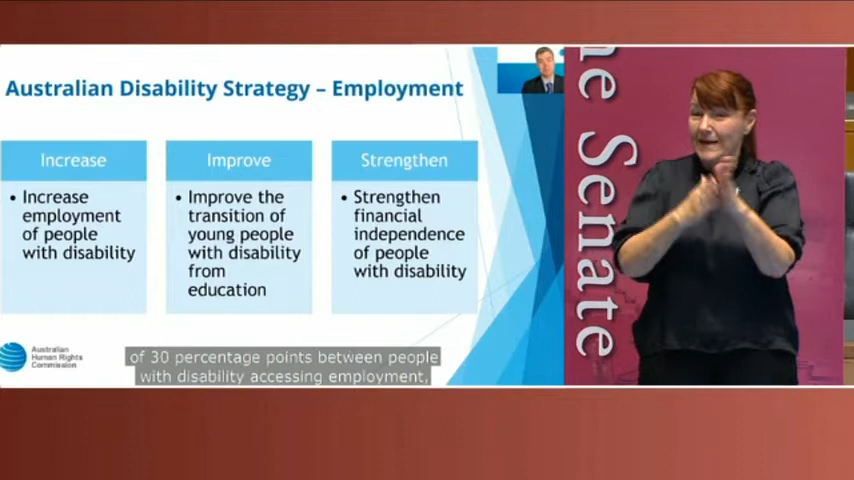 Australian Disability Strategy – Employment
Increase
• Increase
employment
of people
with disability
Improve
• Improve the
transition of
young people
with disability
from
education
Strengthen
• Strengthen
financial
independence
of people
with disability
Australian
Human Rights
Commission
of 30 percentage points between people
with disability accessing employment,
he Senate